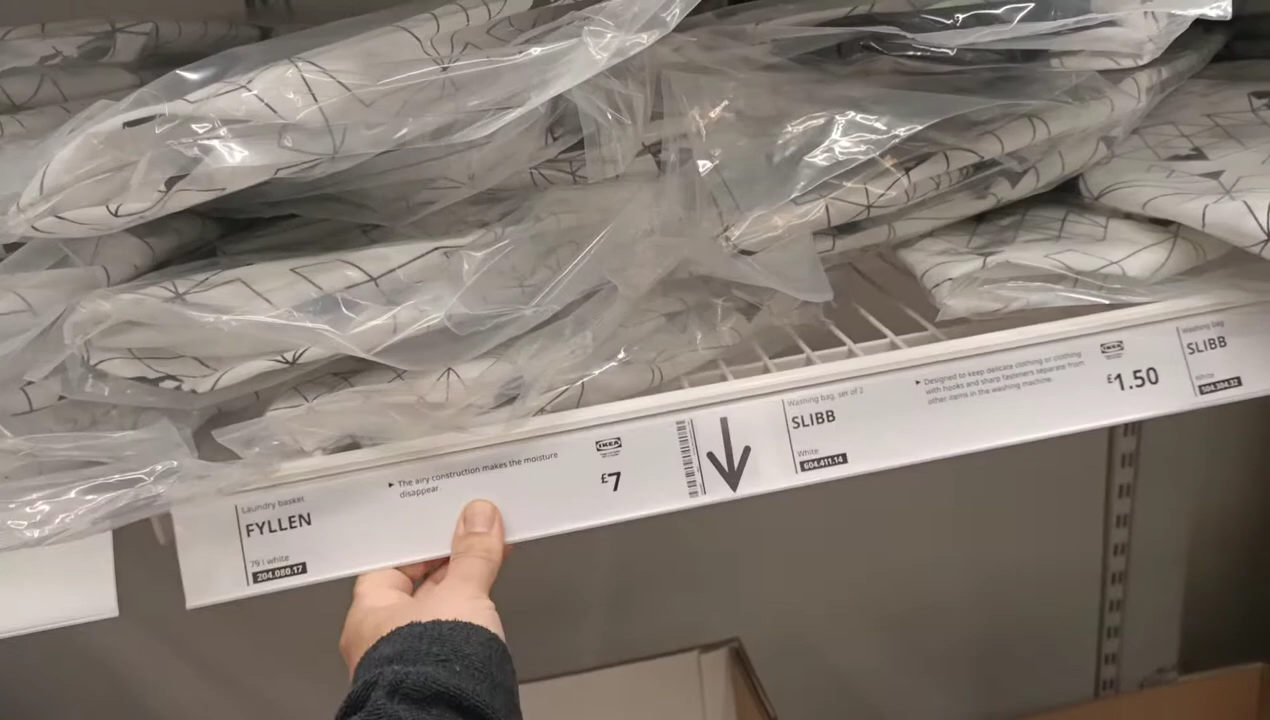 Laundry basket
FYLLEN
79 l white
204.080.17
► The airy construction makes the moisture
disappear.
IKEA
£7
Washing bag, set of 2
SLIBB
White
604.411.14
► Designed to keep delicate clothing or clothing
with hooks and sharp fasteners separate from
other items in the washing machine.
IKEA
£1.50
Washing bag
SLIBB
White
504.304.32